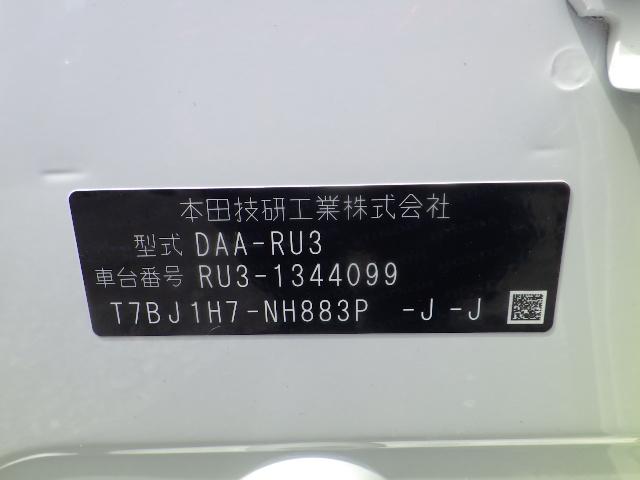 本田技研工業株式会社
型式 DAA-RU3
車台番号 RU3-1344099
T7BJ1H7-NH883P -J -J